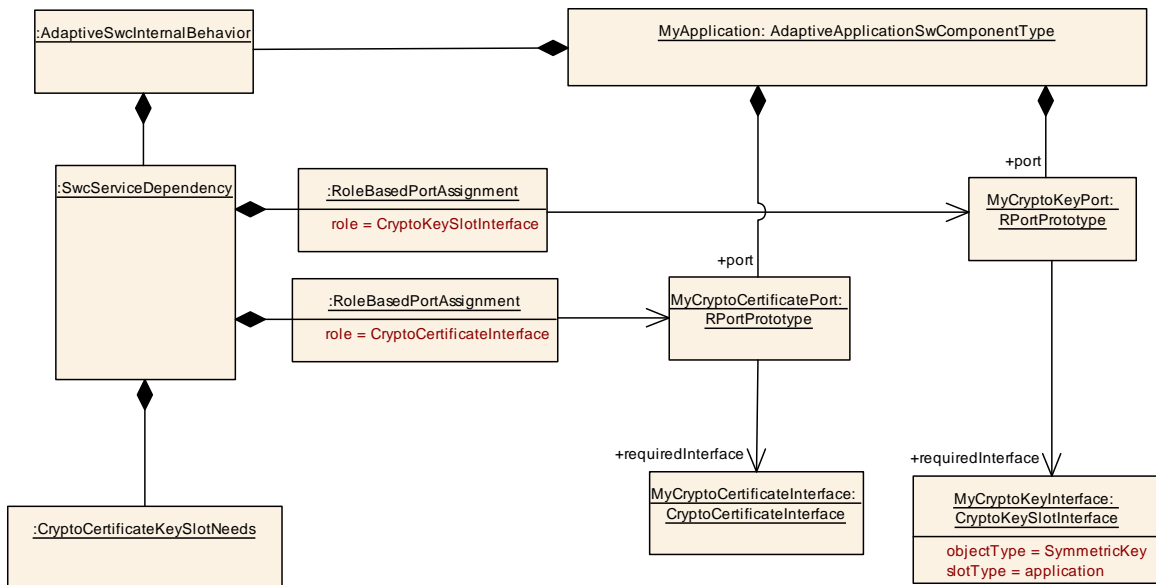 :AdaptiveSwcInternalBehavior
MyApplication: AdaptiveApplicationSwComponentType
+port
:SwcServiceDependency
:RoleBasedPortAssignment
role = CryptoKeySlotInterface
MyCryptoKeyPort:
RPortPrototype
+port
:RoleBasedPortAssignment
role = CryptoCertificateInterface
MyCryptoCertificatePort:
RPortPrototype
+requiredInterface
+requiredInterface
MyCryptoCertificateInterface:
CryptoCertificateInterface
MyCryptoKeyInterface:
CryptoKeySlotInterface
objectType = SymmetricKey
slotType = application
:CryptoCertificateKeySlotNeeds